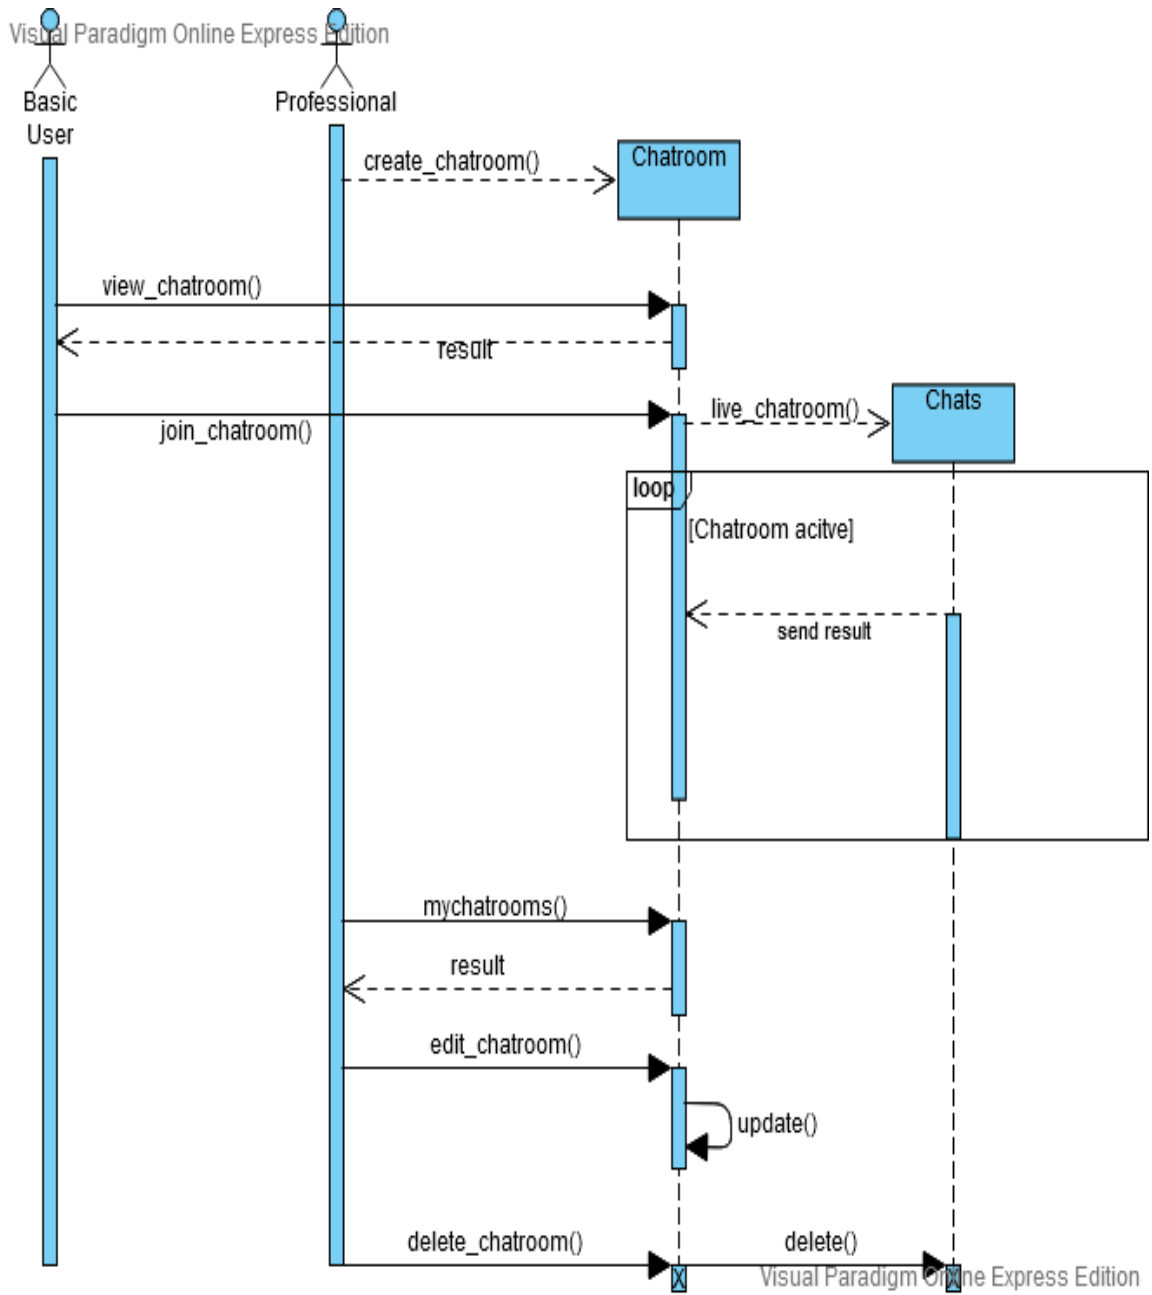 Visual Paradigm Online Express Edition
Basic
User
Professional
create_chatroom()
Chatroom
view_chatroom()
result
join_chatroom()
live_chatroom()
Chats
loop
[Chatroom acitve]
send result
mychatrooms()
result
edit_chatroom()
update()
delete_chatroom()
delete()
X
X
Visual Paradigm Online Express Edition